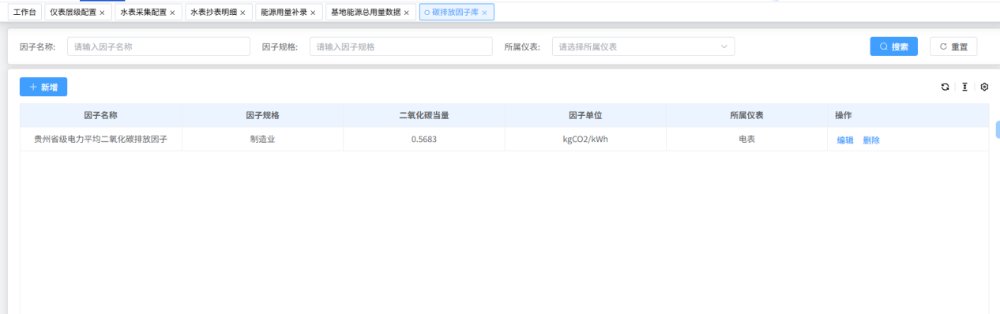 工作台 仪表层级配置 × 水表采集配置 × 水表抄表明细 × 能源用量补录 × 基地能源总用量数据 × 碳排放因子库 ×
因子名称: 请输入因子名称 因子规格: 请输入因子规格 所属仪表: 请选择所属仪表 搜索 重置
+ 新增
因子名称 因子规格 二氧化碳当量 因子单位 所属仪表 操作
贵州省级电力平均二氧化碳排放因子 制造业 0.5683 kgCO2/kWh 电表 编辑 删除